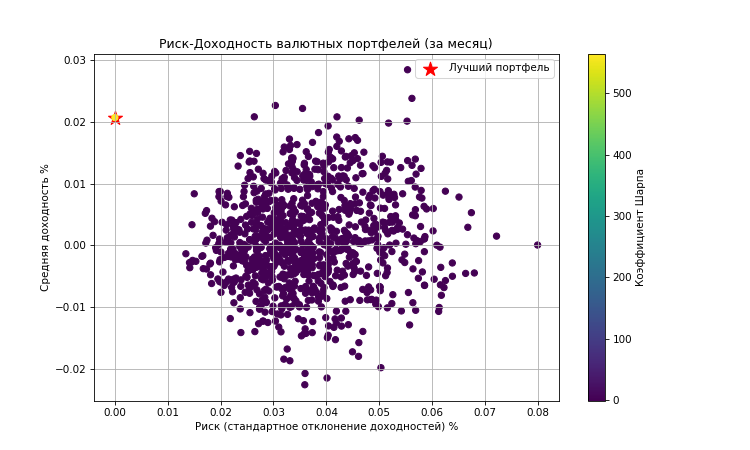 Риск-Доходность валютных портфелей (за месяц)
Лучший портфель
0.03
0.02
0.01
0.00
−0.01
−0.02
Средняя доходность %
0.00 0.01 0.02 0.03 0.04 0.05 0.06 0.07 0.08
Риск (стандартное отклонение доходностей) %
500
400
300
200
100
0
Коэффициент Шарпа